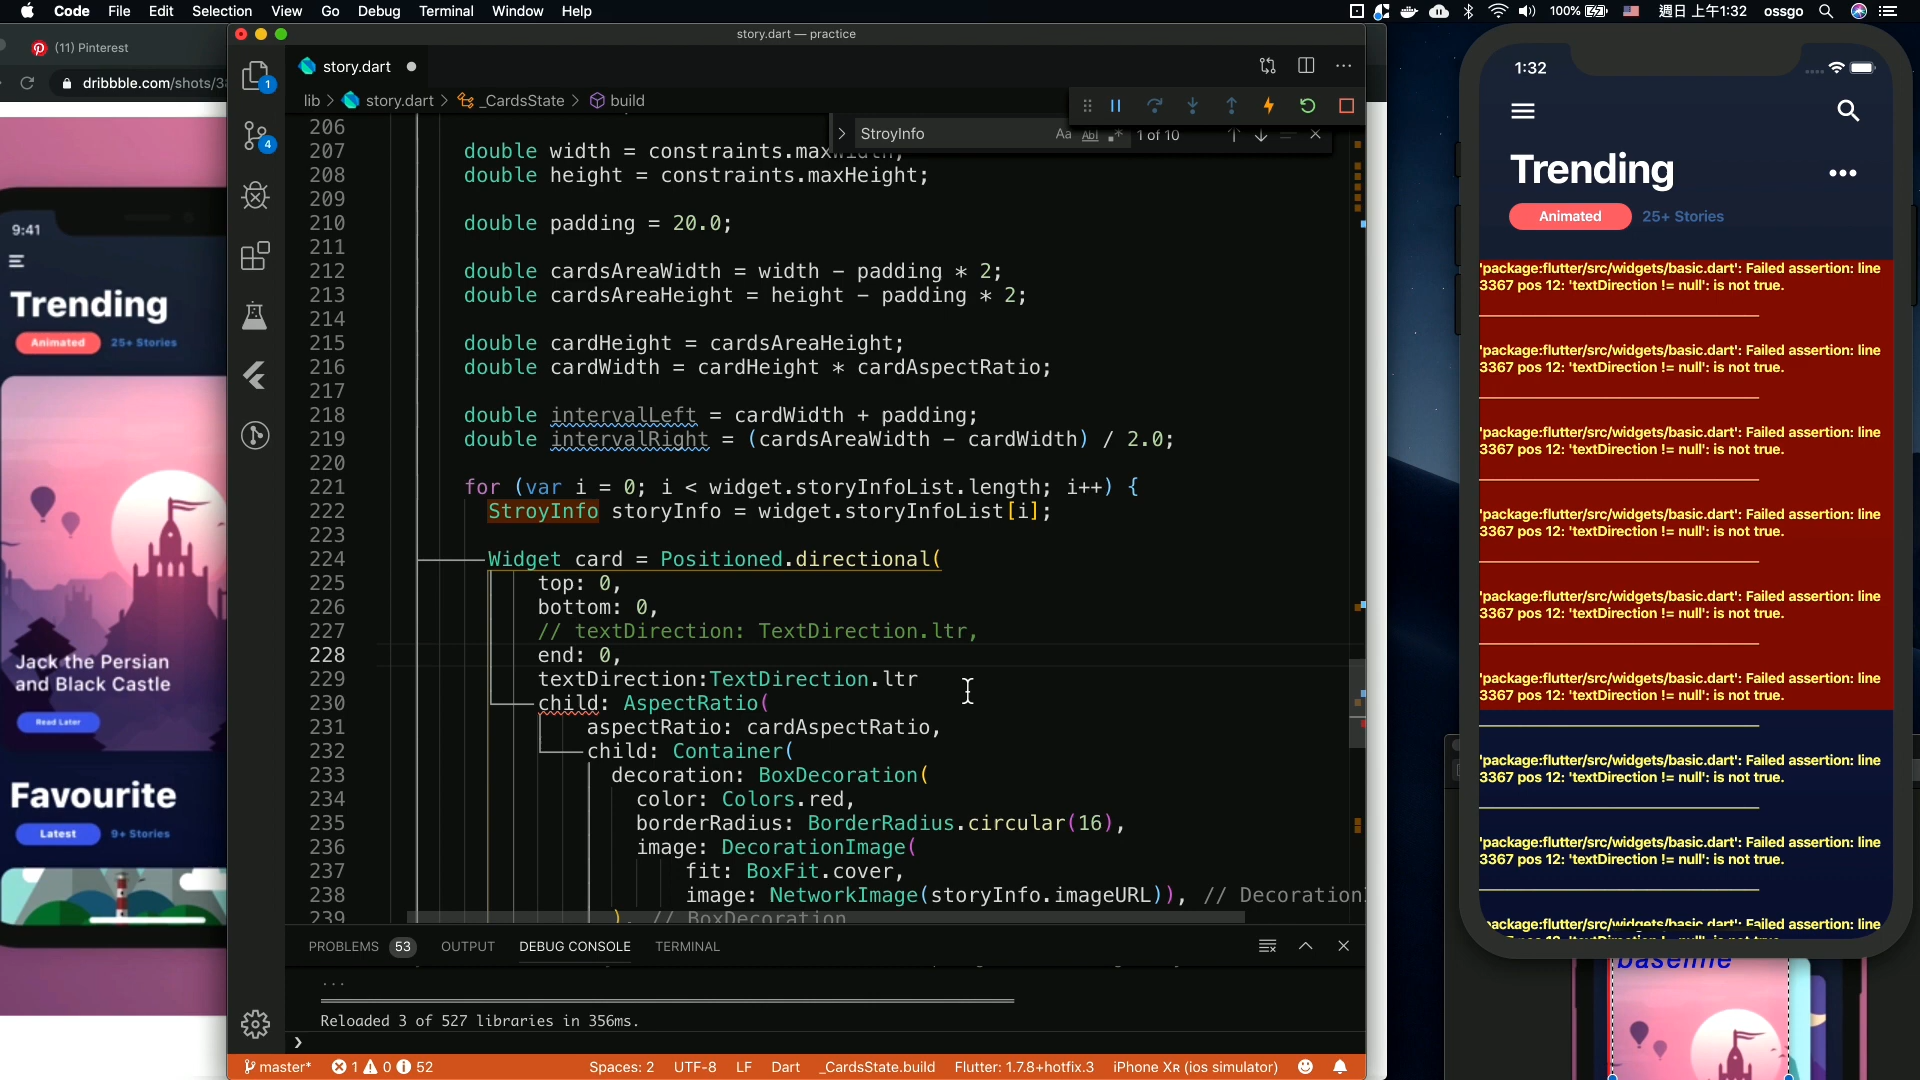 Code File Edit Selection View Go Debug Terminal Window Help
100% 週日 上午1:32 ossgo
(11) Pinterest
dribbble.com/shots/3
9:41
Trending
Animated 25+ Stories
Jack the Persian
and Black Castle
Read Later
Favourite
Latest 9+ Stories
story.dart — practice
story.dart
lib > story.dart > _CardsState > build
StroyInfo Aa Abl 1 of 10
1
4
206
207 double width = constraints.maxWidth;
208 double height = constraints.maxHeight;
209
210 double padding = 20.0;
211
212 double cardsAreaWidth = width - padding * 2;
213 double cardsAreaHeight = height - padding * 2;
214
215 double cardHeight = cardsAreaHeight;
216 double cardWidth = cardHeight * cardAspectRatio;
217
218 double intervalLeft = cardWidth + padding;
219 double intervalRight = (cardsAreaWidth - cardWidth) / 2.0;
220
221 for (var i = 0; i < widget.storyInfoList.length; i++) {
222 StroyInfo storyInfo = widget.storyInfoList[i];
223
224 Widget card = Positioned.directional(
225 top: 0,
226 bottom: 0,
227 // textDirection: TextDirection.ltr,
228 end: 0,
229 textDirection:TextDirection.ltr
230 child: AspectRatio(
231 aspectRatio: cardAspectRatio,
232 child: Container(
233 decoration: BoxDecoration(
234 color: Colors.red,
235 borderRadius: BorderRadius.circular(16),
236 image: DecorationImage(
237 fit: BoxFit.cover,
238 image: NetworkImage(storyInfo.imageURL)), // Decoration
239 ), // BoxDecoration
PROBLEMS 53 OUTPUT DEBUG CONSOLE TERMINAL
...
Reloaded 3 of 527 libraries in 356ms.
master* 1 0 52 Spaces: 2 UTF-8 LF Dart _CardsState.build Flutter: 1.7.8+hotfix.3 iPhone XR (ios simulator)
1:32
Trending
Animated 25+ Stories
'package:flutter/src/widgets/basic.dart': Failed assertion: line
3367 pos 12: 'textDirection != null': is not true.
'package:flutter/src/widgets/basic.dart': Failed assertion: line
3367 pos 12: 'textDirection != null': is not true.
'package:flutter/src/widgets/basic.dart': Failed assertion: line
3367 pos 12: 'textDirection != null': is not true.
'package:flutter/src/widgets/basic.dart': Failed assertion: line
3367 pos 12: 'textDirection != null': is not true.
'package:flutter/src/widgets/basic.dart': Failed assertion: line
3367 pos 12: 'textDirection != null': is not true.
'package:flutter/src/widgets/basic.dart': Failed assertion: line
3367 pos 12: 'textDirection != null': is not true.
'package:flutter/src/widgets/basic.dart': Failed assertion: line
3367 pos 12: 'textDirection != null': is not true.
'package:flutter/src/widgets/basic.dart': Failed assertion: line
3367 pos 12: 'textDirection != null': is not true.
'package:flutter/src/widgets/basic.dart': Failed assertion: line
baseline